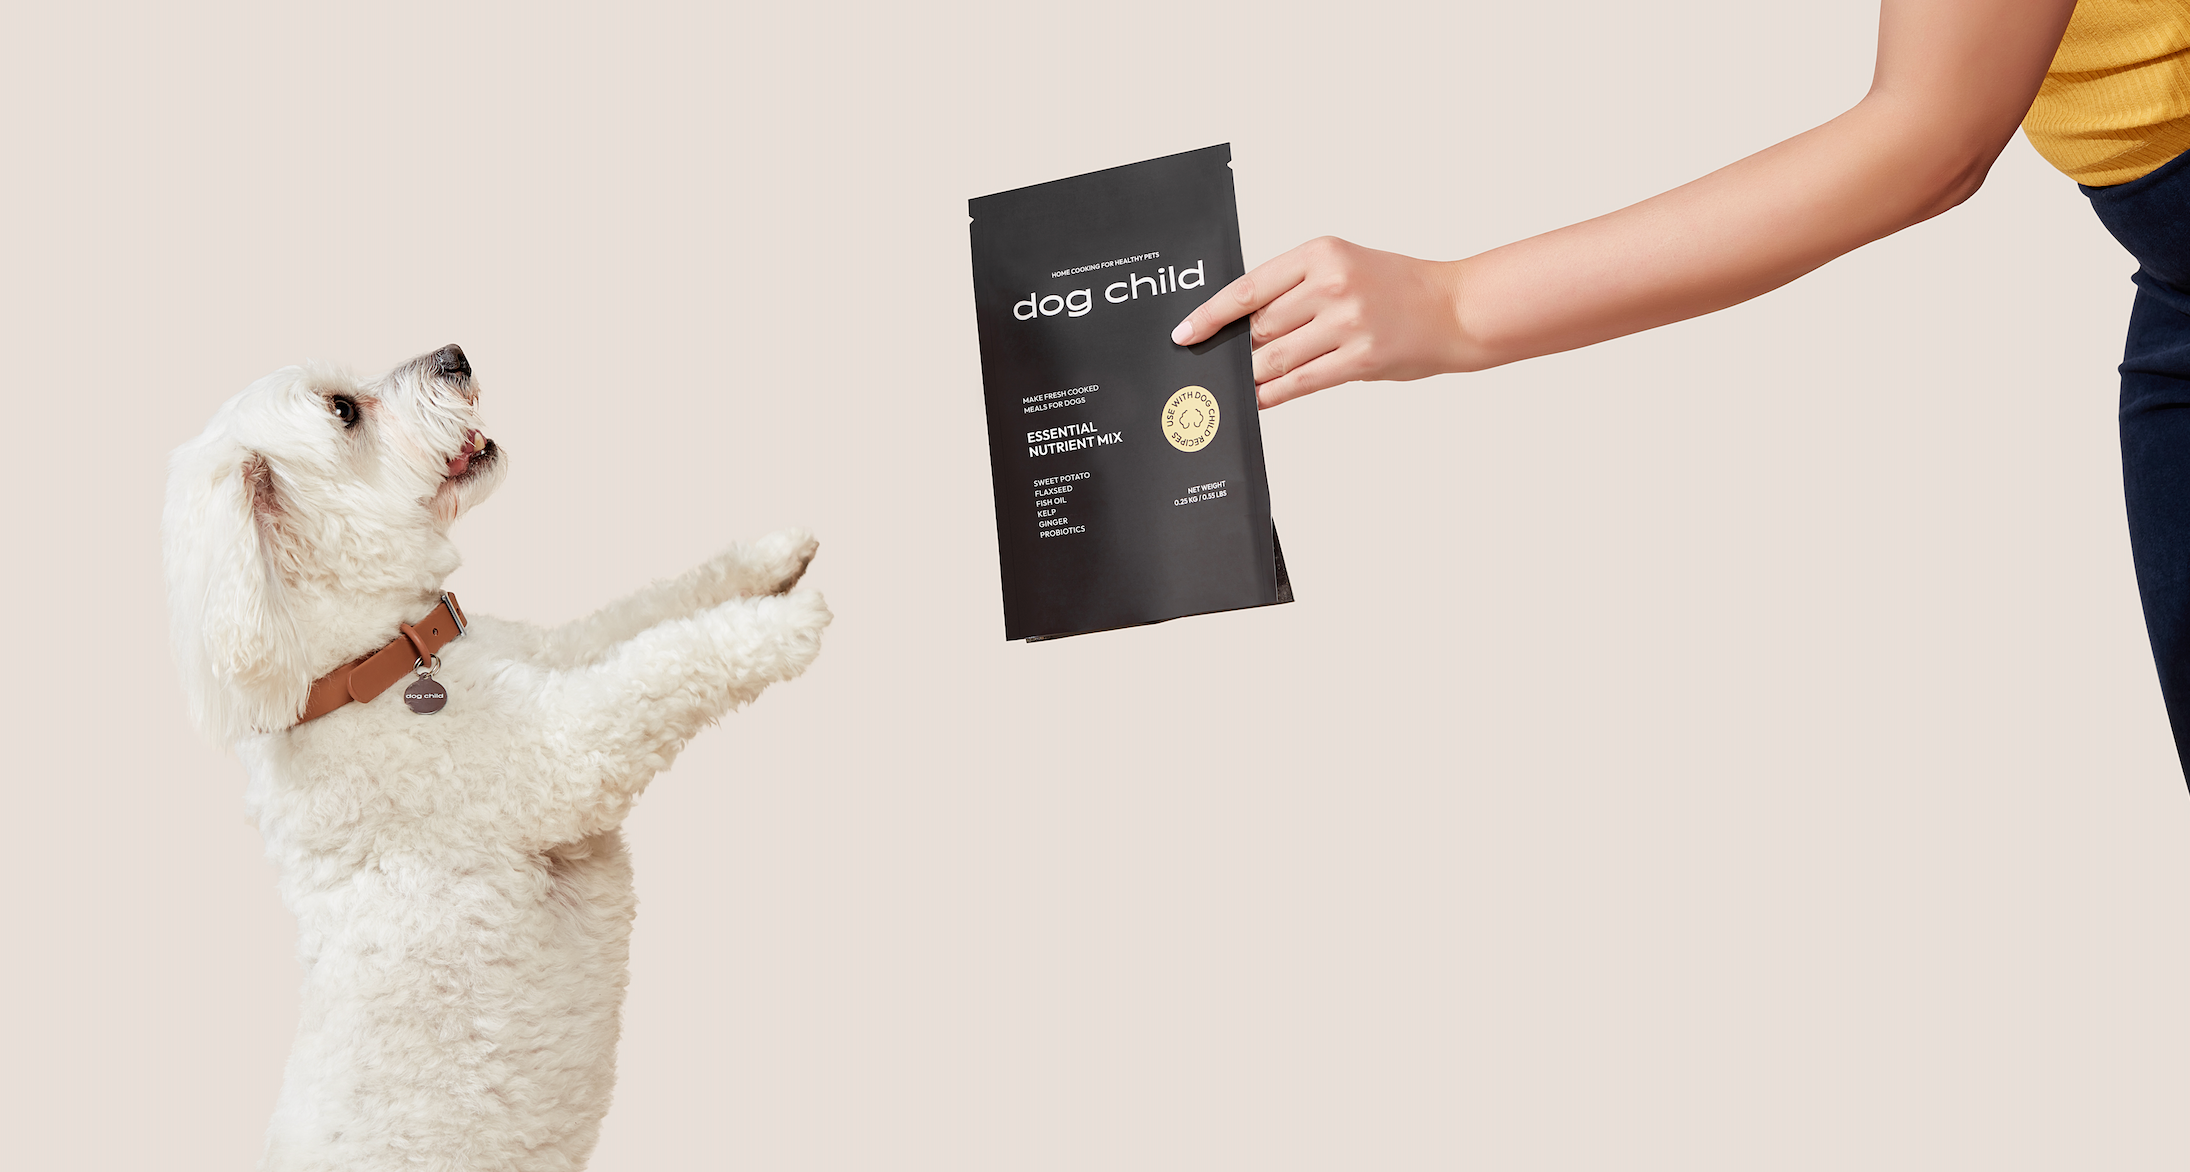 HOME COOKING FOR HEALTHY PETS
dog child
MAKE FRESH COOKED
MEALS FOR DOGS
ESSENTIAL
NUTRIENT MIX
USE WITH DOG CHILD RECIPES
SWEET POTATO
FLAXSEED
FISH OIL
KELP
GINGER
PROBIOTICS
NET WEIGHT
0.25 KG / 0.55 LBS
dog child